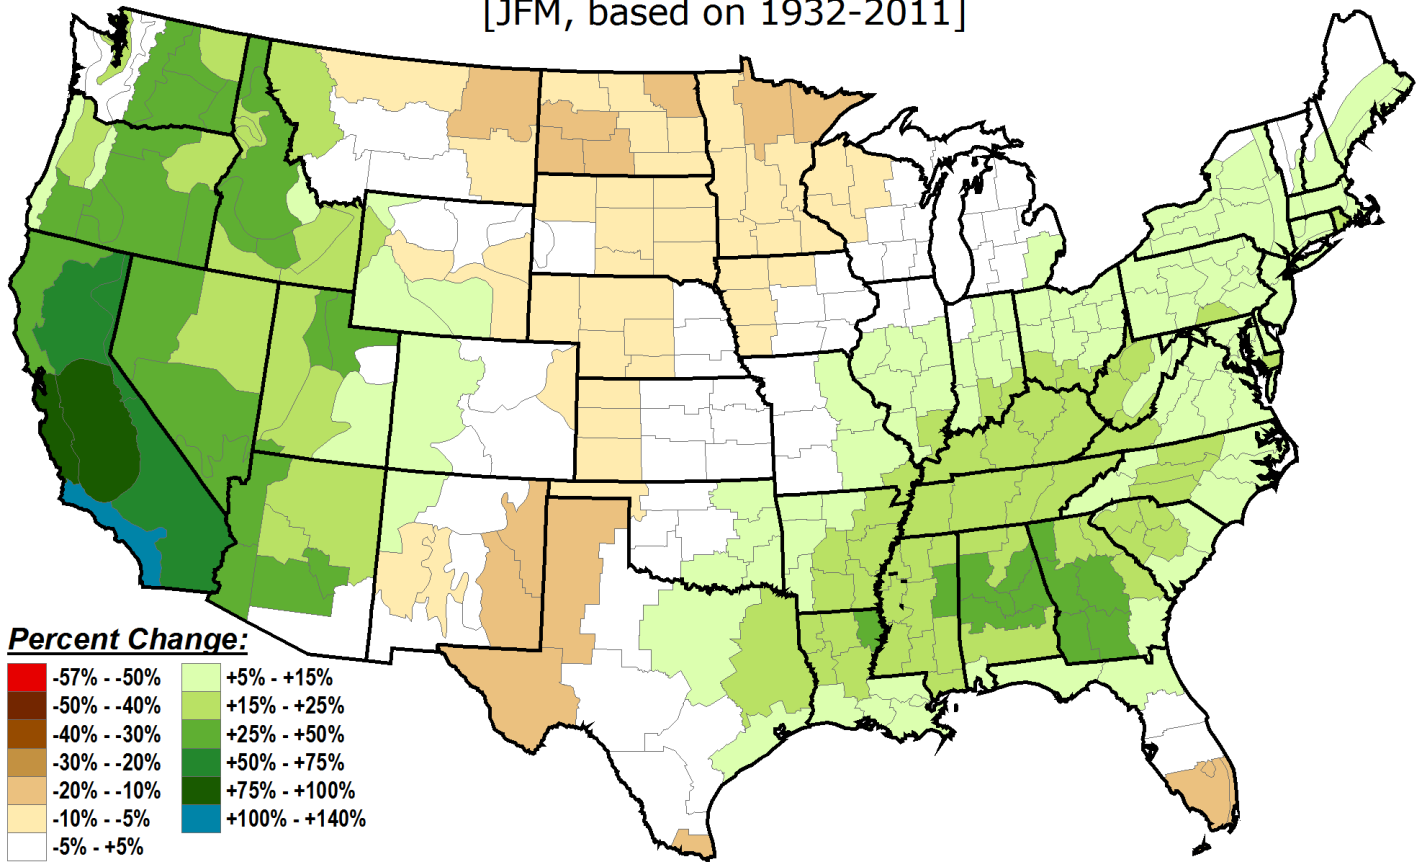 [JFM, based on 1932-2011]
Percent Change:
-57% - -50%
-50% - -40%
-40% - -30%
-30% - -20%
-20% - -10%
-10% - -5%
-5% - +5%
+5% - +15%
+15% - +25%
+25% - +50%
+50% - +75%
+75% - +100%
+100% - +140%